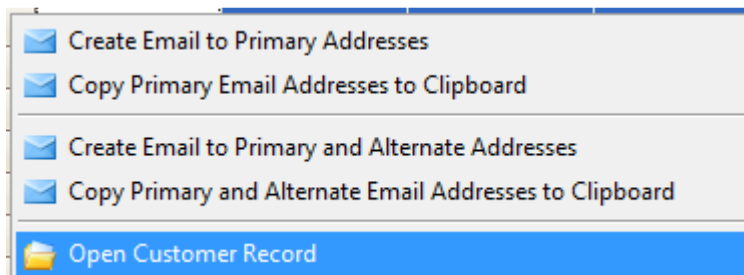 Create Email to Primary Addresses
Copy Primary Email Addresses to Clipboard
Create Email to Primary and Alternate Addresses
Copy Primary and Alternate Email Addresses to Clipboard
Open Customer Record